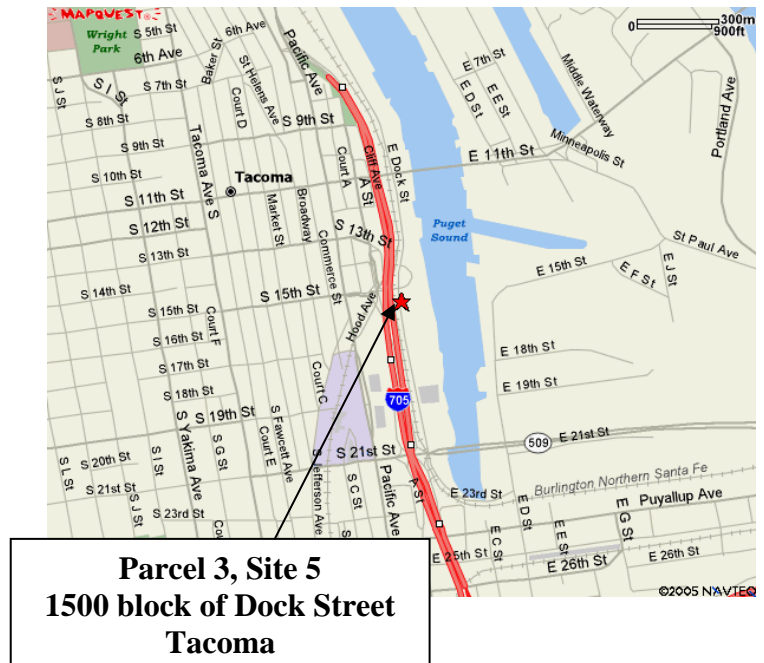 MAPQUEST
300m
0
900ft
Wright
Park
S 5th St
6th Ave
6th Ave
Baker St
Pacific Ave
E 7th St
Middle Waterway
S J St
S I St
S 7th St
St Helens Ave
E D St
E E St
Portland Ave
S 8th St
Court D
S 9th St
S 9th St
Tacoma Ave S
Court A
Cliff Ave
E Dock St
Minneapolis St
E 11th St
S 10th St
Tacoma
A St
S 11th St
Market St
Broadway
S 12th St
Puget
Sound
S 13th St
S 13th St
Commerce St
St Paul Ave
E 15th St
E F St
E J St
S 14th St
S 15th St
Hood Ave
S 15th St
Court F
S 16th St
S 17th St
E 18th St
Court C
S 18th St
E 19th St
705
S 19th St
S Yakima Ave
S G St
S Fawcett Ave
Court E
509
E 21st St
S 20th St
S L St
S I St
S 21st St
S Jefferson Ave
S C St
Pacific Ave
A St
Burlington Northern Santa Fe
S 21st St
S J St
E 23rd St
Puyallup Ave
S 23rd St
E D St
E G St
E C St
E E St
E 25th St
E 26th St
E 26th St
©2005 NAVTEQ
Parcel 3, Site 5
1500 block of Dock Street
Tacoma